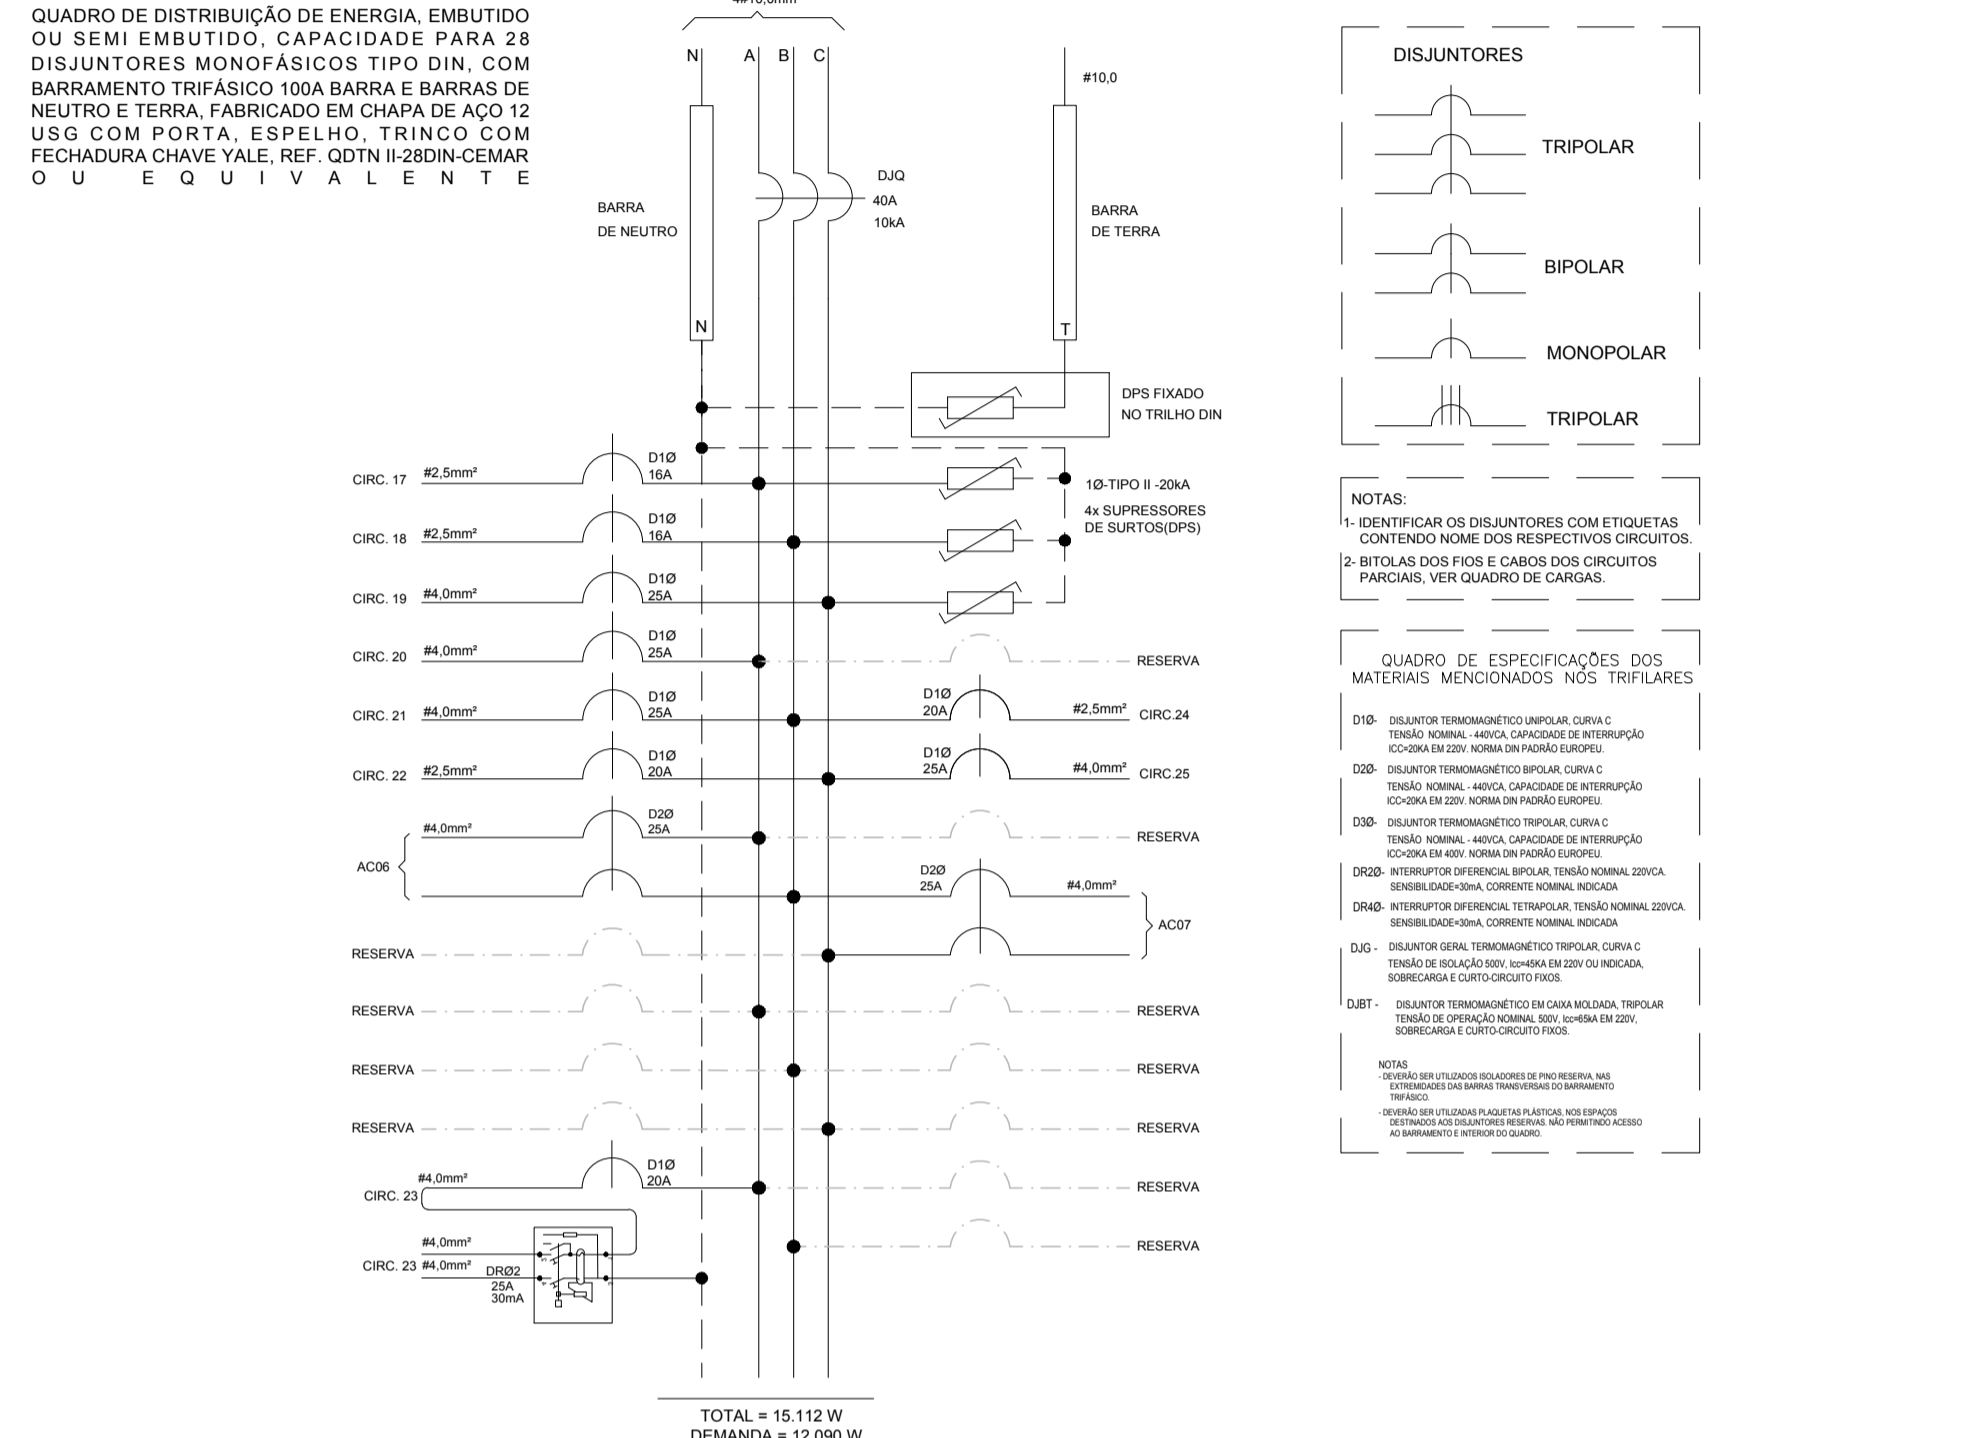 QUADRO DE DISTRIBUIÇÃO DE ENERGIA, EMBUTIDO
OU SEMI EMBUTIDO, CAPACIDADE PARA 28
DISJUNTORES MONOFÁSICOS TIPO DIN, COM
BARRAMENTO TRIFÁSICO 100A BARRA E BARRAS DE
NEUTRO E TERRA, FABRICADO EM CHAPA DE AÇO 12
USG COM PORTA, ESPELHO, TRINCO COM
FECHADURA CHAVE YALE, REF. QDTN II-28DIN-CEMAR
OU EQUIVALENTE
N
A
B
C
#10,0
DJQ
40A
10kA
BARRA
DE NEUTRO
BARRA
DE TERRA
N
T
DPS FIXADO
NO TRILHO DIN
CIRC. 17
#2,5mm²
D1Ø
16A
1Ø-TIPO II -20kA
4x SUPRESSORES
DE SURTOS(DPS)
CIRC. 18
#2,5mm²
D1Ø
16A
CIRC. 19
#4,0mm²
D1Ø
25A
CIRC. 20
#4,0mm²
D1Ø
25A
RESERVA
CIRC. 21
#4,0mm²
D1Ø
25A
D1Ø
20A
#2,5mm²
CIRC.24
CIRC. 22
#2,5mm²
D1Ø
20A
D1Ø
25A
#4,0mm²
CIRC.25
AC06
#4,0mm²
D2Ø
25A
RESERVA
D2Ø
25A
#4,0mm²
AC07
RESERVA
RESERVA
RESERVA
RESERVA
RESERVA
RESERVA
RESERVA
CIRC. 23
#4,0mm²
D1Ø
20A
RESERVA
#4,0mm²
RESERVA
CIRC. 23
#4,0mm²
DRØ2
25A
30mA
TOTAL = 15.112 W
DEMANDA = 12.090 W
DISJUNTORES
TRIPOLAR
BIPOLAR
MONOPOLAR
TRIPOLAR
NOTAS:
1- IDENTIFICAR OS DISJUNTORES COM ETIQUETAS
CONTENDO NOME DOS RESPECTIVOS CIRCUITOS.
2- BITOLAS DOS FIOS E CABOS DOS CIRCUITOS
PARCIAIS, VER QUADRO DE CARGAS.
QUADRO DE ESPECIFICAÇÕES DOS
MATERIAIS MENCIONADOS NOS TRIFILARES
D1Ø- DISJUNTOR TERMOMAGNÉTICO UNIPOLAR, CURVA C
TENSÃO NOMINAL - 440VCA, CAPACIDADE DE INTERRUPÇÃO
ICC=20KA EM 220V. NORMA DIN PADRÃO EUROPEU.
D2Ø- DISJUNTOR TERMOMAGNÉTICO BIPOLAR, CURVA C
TENSÃO NOMINAL - 440VCA, CAPACIDADE DE INTERRUPÇÃO
ICC=20KA EM 220V. NORMA DIN PADRÃO EUROPEU.
D3Ø- DISJUNTOR TERMOMAGNÉTICO TRIPOLAR, CURVA C
TENSÃO NOMINAL - 440VCA, CAPACIDADE DE INTERRUPÇÃO
ICC=20KA EM 400V. NORMA DIN PADRÃO EUROPEU.
DR2Ø- INTERRUPTOR DIFERENCIAL BIPOLAR, TENSÃO NOMINAL 220VCA.
SENSIBILIDADE=30mA, CORRENTE NOMINAL INDICADA
DR4Ø- INTERRUPTOR DIFERENCIAL TETRAPOLAR, TENSÃO NOMINAL 220VCA.
SENSIBILIDADE=30mA, CORRENTE NOMINAL INDICADA
DJG - DISJUNTOR GERAL TERMOMAGNÉTICO TRIPOLAR, CURVA C
TENSÃO DE ISOLAÇÃO 500V, Icc=45KA EM 220V OU INDICADA,
SOBRECARGA E CURTO-CIRCUITO FIXOS.
DJBT - DISJUNTOR TERMOMAGNÉTICO EM CAIXA MOLDADA, TRIPOLAR
TENSÃO DE OPERAÇÃO NOMINAL 500V, Icc=65kA EM 220V,
SOBRECARGA E CURTO-CIRCUITO FIXOS.
NOTAS
- DEVERÃO SER UTILIZADOS ISOLADORES DE PINO RESERVA, NAS
EXTREMIDADES DAS BARRAS TRANSVERSAIS DO BARRAMENTO
TRIFÁSICO.
- DEVERÃO SER UTILIZADAS PLAQUETAS PLÁSTICAS, NOS ESPAÇOS
DESTINADOS AOS DISJUNTORES RESERVAS. NÃO PERMITINDO ACESSO
AO BARRAMENTO E INTERIOR DO QUADRO.